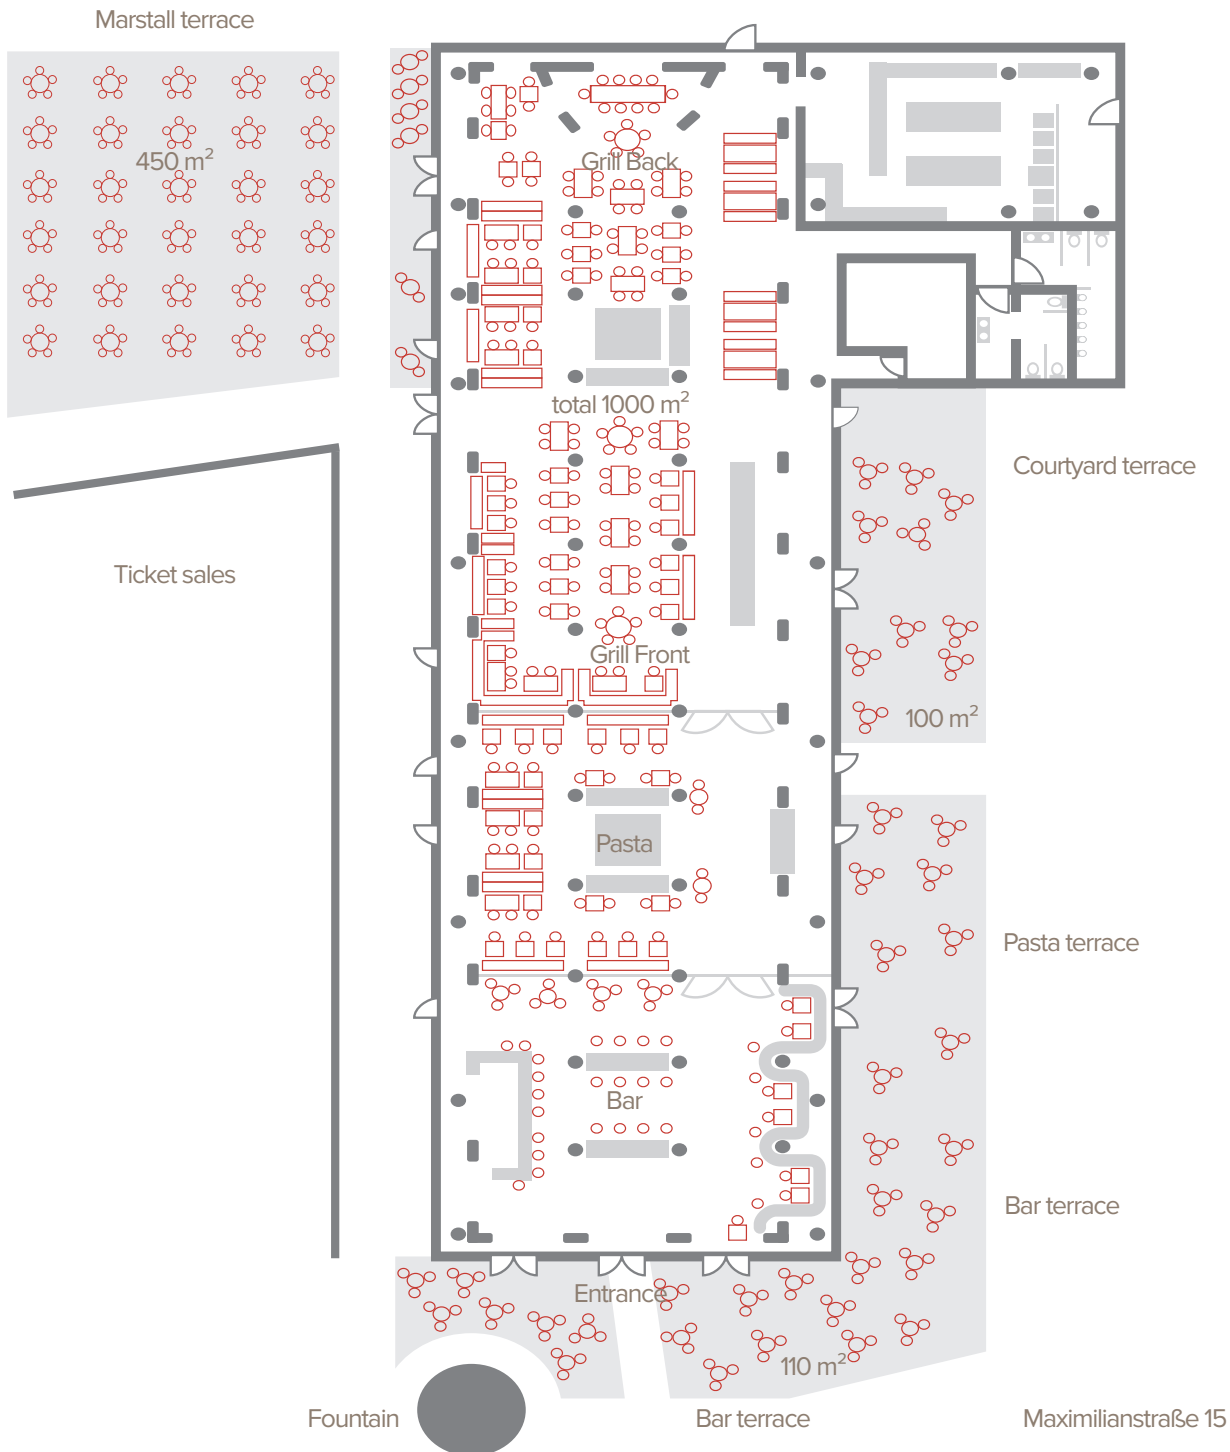 Marstall terrace
450 m²
Grill Back
total 1000 m²
Courtyard terrace
Ticket sales
Grill Front
100 m²
Pasta
Pasta terrace
Bar
Bar terrace
Entrance
110 m²
Fountain
Bar terrace
Maximilianstraße 15